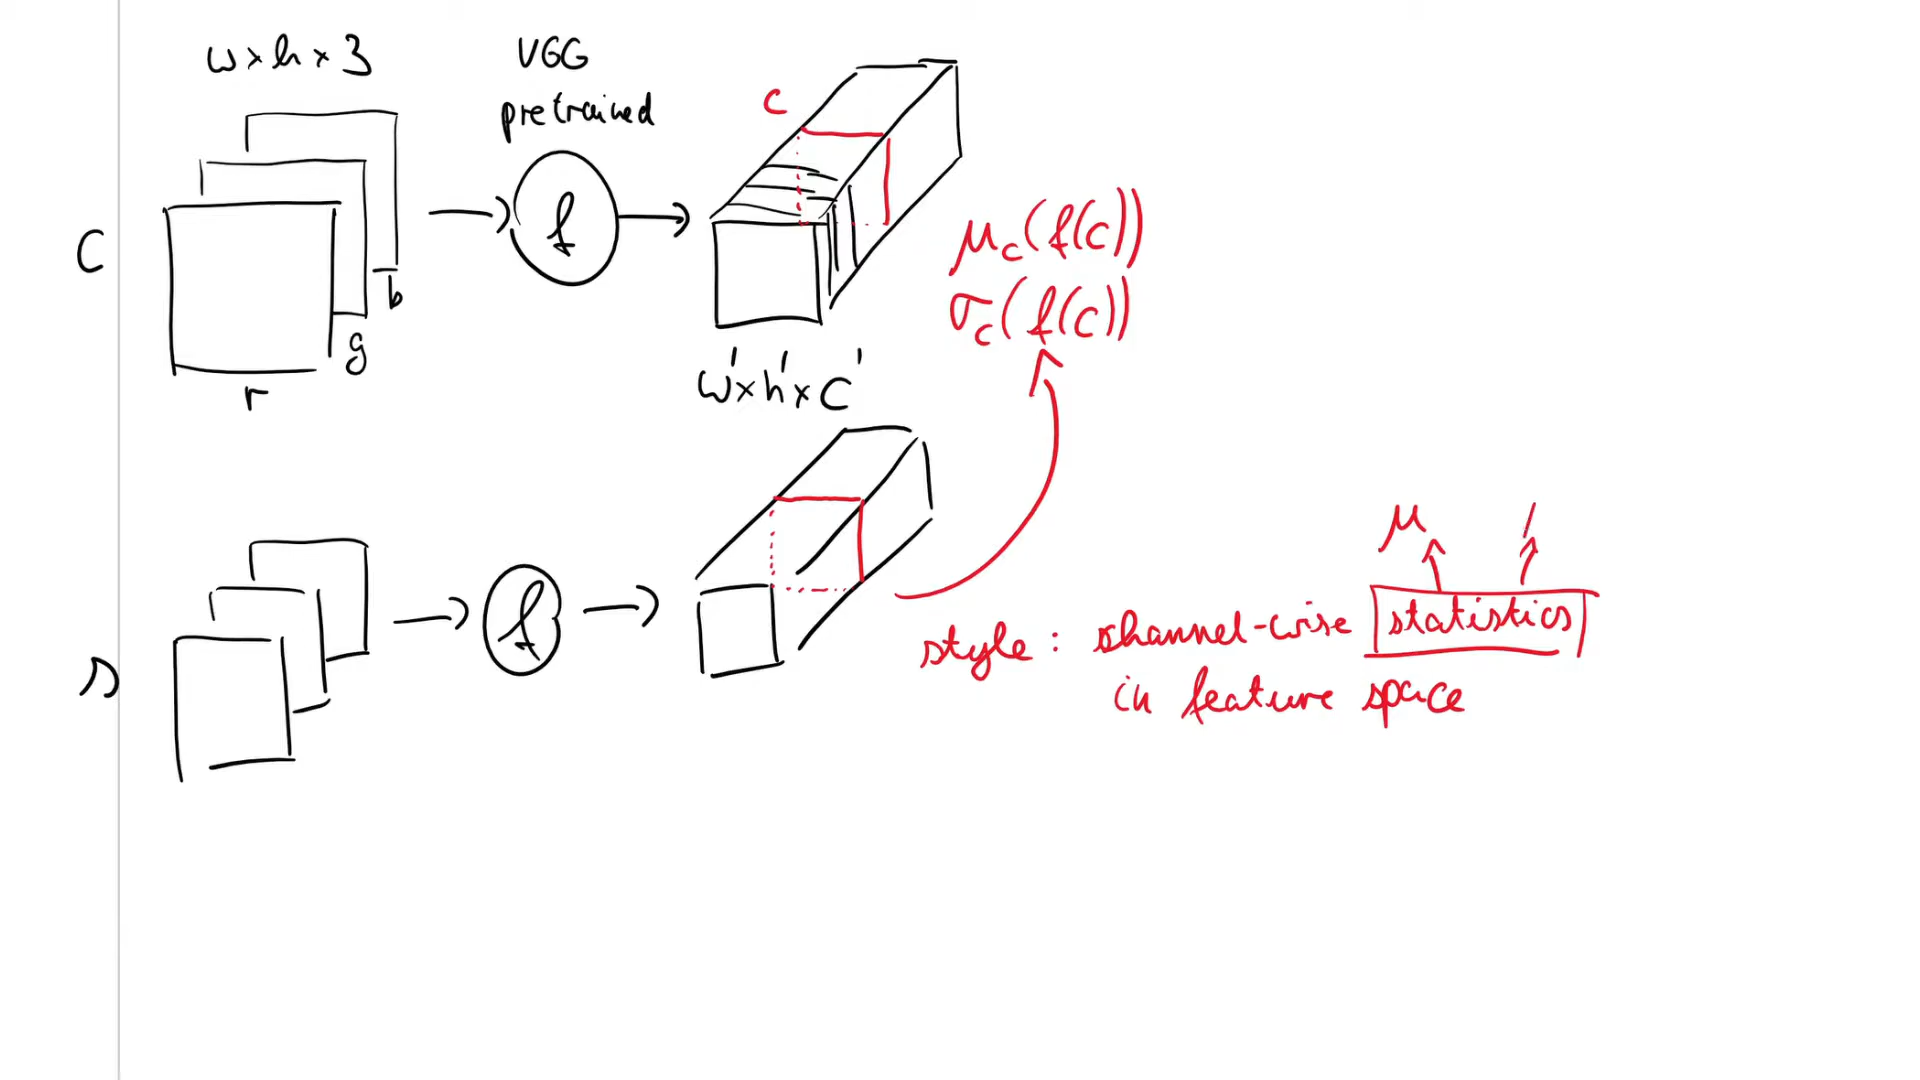 w×h×3
VGG
pretrained
c
C
f
b
g
r
μc(f(c))
σc(f(c))
w'×h'×c'
s
f
μ
style: channel-wise statistics
in feature space